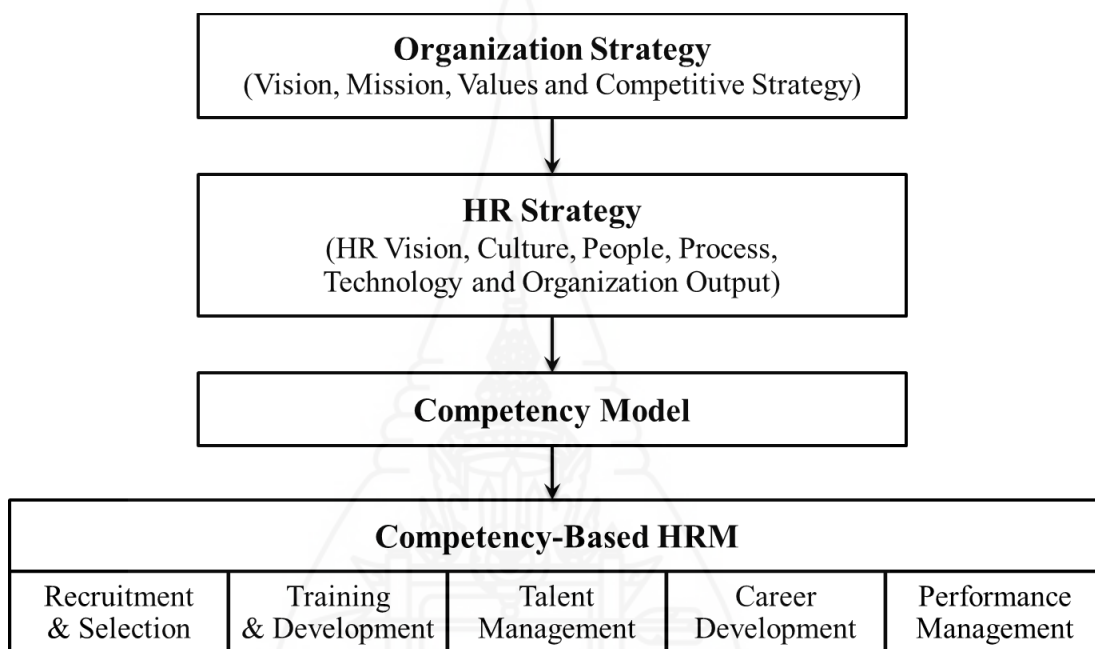 Organization Strategy
(Vision, Mission, Values and Competitive Strategy)
HR Strategy
(HR Vision, Culture, People, Process,
Technology and Organization Output)
Competency Model
Competency-Based HRM
Recruitment
& Selection
Training
& Development
Talent
Management
Career
Development
Performance
Management